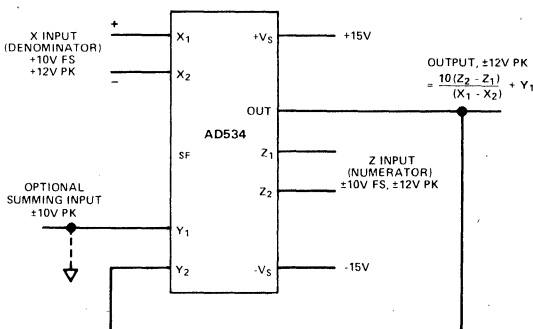 +
X INPUT
(DENOMINATOR)
+10V FS
+12V PK
−
X1
X2
+VS
+15V
OUTPUT, ±12V PK
= 10(Z2 - Z1) / (X1 - X2) + Y1
OUT
AD534
SF
Z1
Z2
Z INPUT
(NUMERATOR)
±10V FS, ±12V PK
OPTIONAL
SUMMING INPUT
±10V PK
Y1
Y2
-VS
-15V